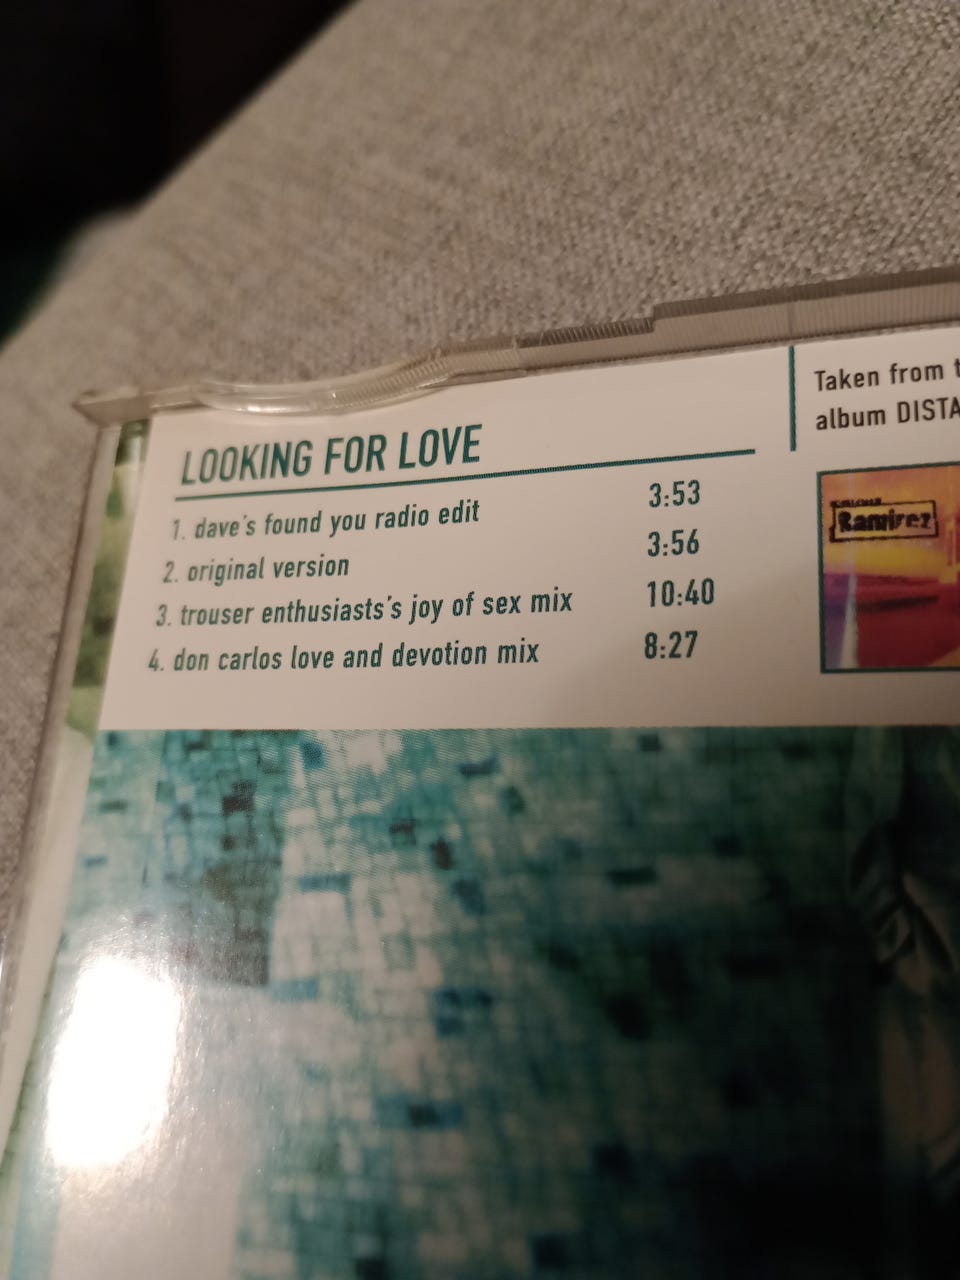 LOOKING FOR LOVE
1. dave's found you radio edit 3:53
2. original version 3:56
3. trouser enthusiasts's joy of sex mix 10:40
4. don carlos love and devotion mix 8:27
Taken from t
album DISTA
Ramirez